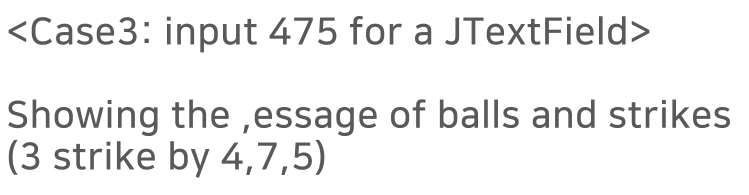 <Case3: input 475 for a JTextField>
Showing the ,essage of balls and strikes
(3 strike by 4,7,5)